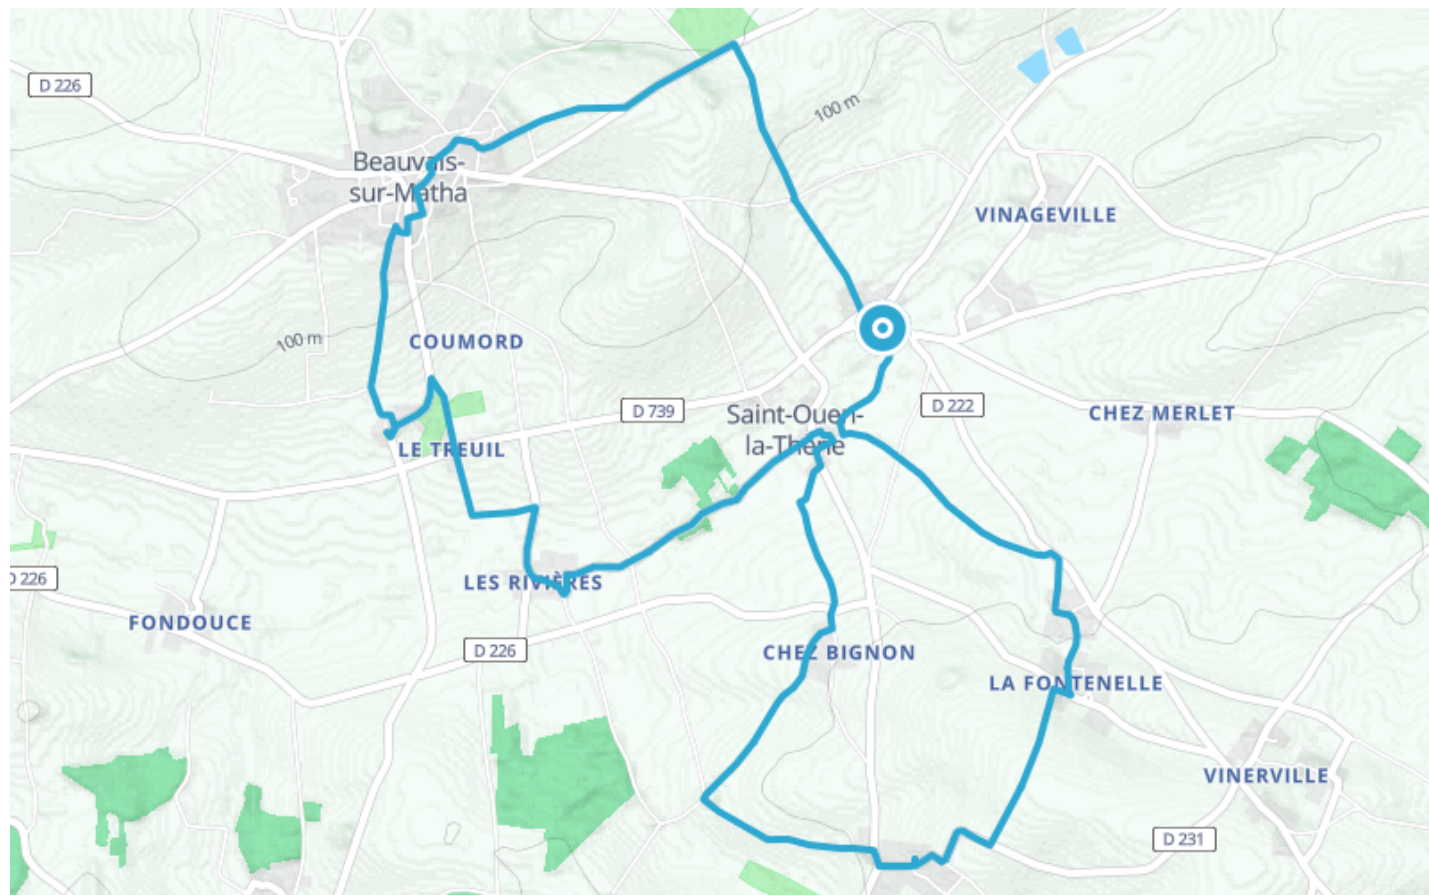 D 226
100 m
Beauvais-
sur-Matha
VINAGEVILLE
100 m
COUMORD
D 739
D 222
Saint-Ouen-
la-Thène
CHEZ MERLET
LE TREUIL
D 226
LES RIVIÈRES
FONDOUCE
D 226
CHEZ BIGNON
LA FONTENELLE
VINERVILLE
D 231